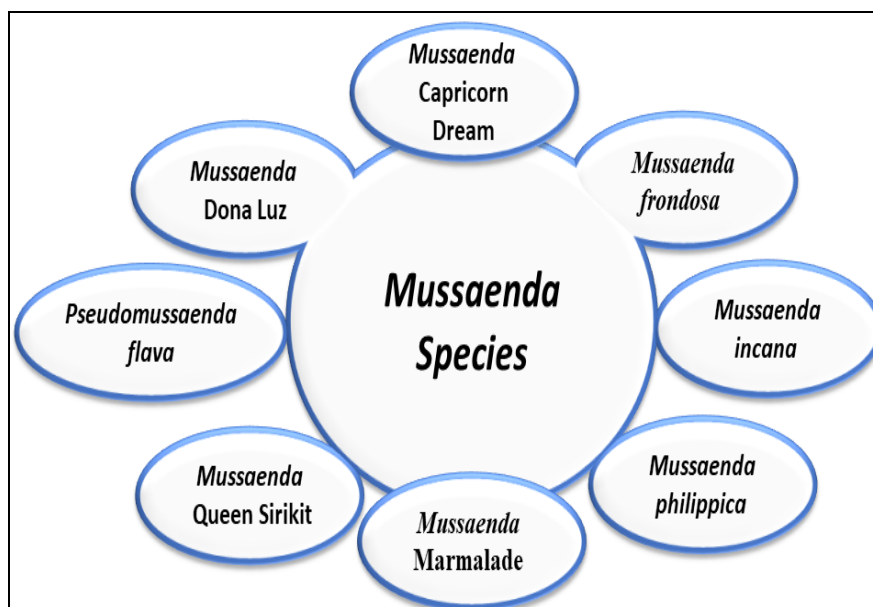 Mussaenda
Capricorn
Dream
Mussaenda
Dona Luz
Mussaenda
frondosa
Pseudomussaenda
flava
Mussaenda
Species
Mussaenda
incana
Mussaenda
Queen Sirikit
Mussaenda
philippica
Mussaenda
Marmalade